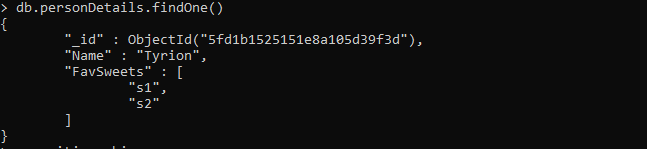 > db.personDetails.findOne()
{
        "_id" : ObjectId("5fd1b1525151e8a105d39f3d"),
        "Name" : "Tyrion",
        "FavSweets" : [
                "s1",
                "s2"
        ]
}